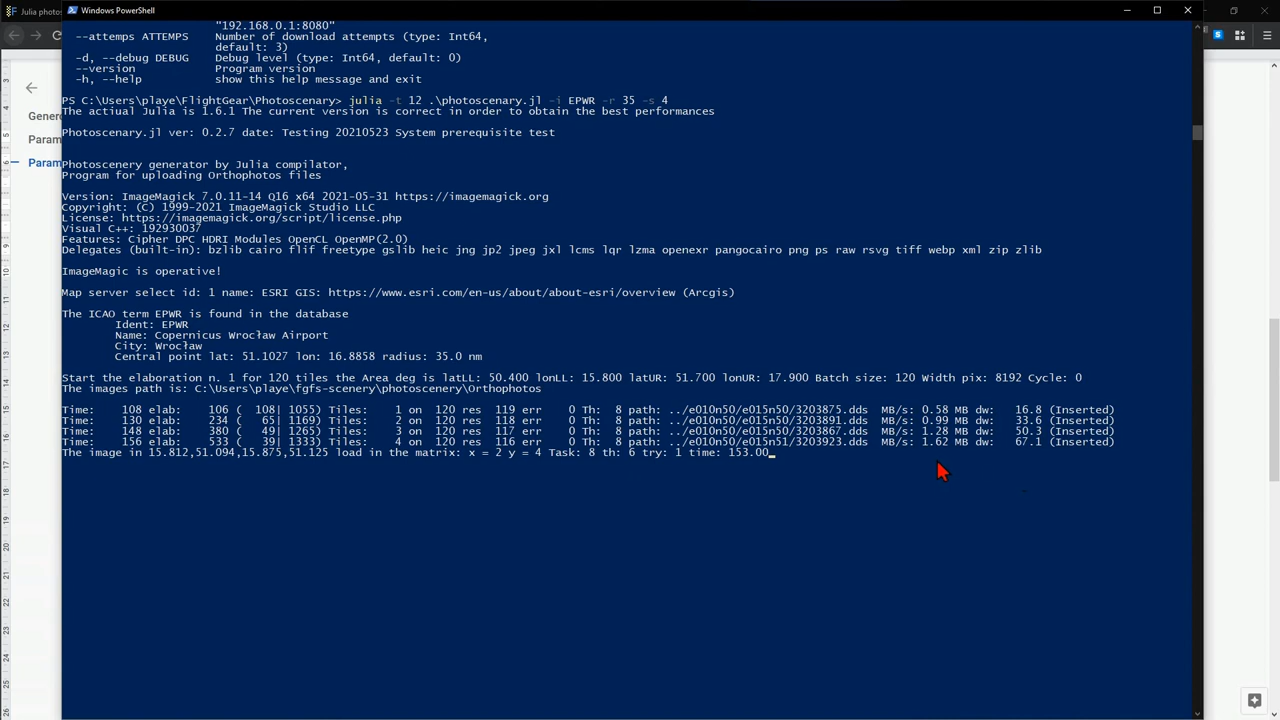 Julia photos
Windows PowerShell
Gener
Param
Param
"192.168.0.1:8080"
--attemps ATTEMPS    Number of download attempts (type: Int64,
default: 3)
-d, --debug DEBUG    Debug level (type: Int64, default: 0)
--version            Program version
-h, --help           show this help message and exit
PS C:\Users\playe\FlightGear\Photoscenary> julia -t 12 .\photoscenary.jl -i EPWR -r 35 -s 4
The actiual Julia is 1.6.1 The current version is correct in order to obtain the best performances
Photoscenary.jl ver: 0.2.7 date: Testing 20210523 System prerequisite test
Photoscenery generator by Julia compilator,
Program for uploading Orthophotos files
Version: ImageMagick 7.0.11-14 Q16 x64 2021-05-31 https://imagemagick.org
Copyright: (C) 1999-2021 ImageMagick Studio LLC
License: https://imagemagick.org/script/license.php
Visual C++: 192930037
Features: Cipher DPC HDRI Modules OpenCL OpenMP(2.0)
Delegates (built-in): bzlib cairo flif freetype gslib heic jng jp2 jpeg jxl lcms lqr lzma openexr pangocairo png ps raw rsvg tiff webp xml zip zlib
ImageMagic is operative!
Map server select id: 1 name: ESRI GIS: https://www.esri.com/en-us/about/about-esri/overview (Arcgis)
The ICAO term EPWR is found in the database
Ident: EPWR
Name: Copernicus Wrocław Airport
City: Wrocław
Central point lat: 51.1027 lon: 16.8858 radius: 35.0 nm
Start the elaboration n. 1 for 120 tiles the Area deg is latLL: 50.400 lonLL: 15.800 latUR: 51.700 lonUR: 17.900 Batch size: 120 Width pix: 8192 Cycle: 0
The images path is: C:\Users\playe\fgfs-scenery\photoscenery\Orthophotos
Time:    108 elab:    106 (  108| 1055) Tiles:    1 on  120 res  119 err    0 Th:  8 path: ../e010n50/e015n50/3203875.dds  MB/s: 0.58 MB dw:   16.8 (Inserted)
Time:    130 elab:    234 (   65| 1169) Tiles:    2 on  120 res  118 err    0 Th:  8 path: ../e010n50/e015n50/3203891.dds  MB/s: 0.99 MB dw:   33.6 (Inserted)
Time:    148 elab:    380 (   49| 1265) Tiles:    3 on  120 res  117 err    0 Th:  8 path: ../e010n50/e015n50/3203867.dds  MB/s: 1.28 MB dw:   50.3 (Inserted)
Time:    156 elab:    533 (   39| 1333) Tiles:    4 on  120 res  116 err    0 Th:  8 path: ../e010n50/e015n51/3203923.dds  MB/s: 1.62 MB dw:   67.1 (Inserted)
The image in 15.812,51.094,15.875,51.125 load in the matrix: x = 2 y = 4 Task: 8 th: 6 try: 1 time: 153.00